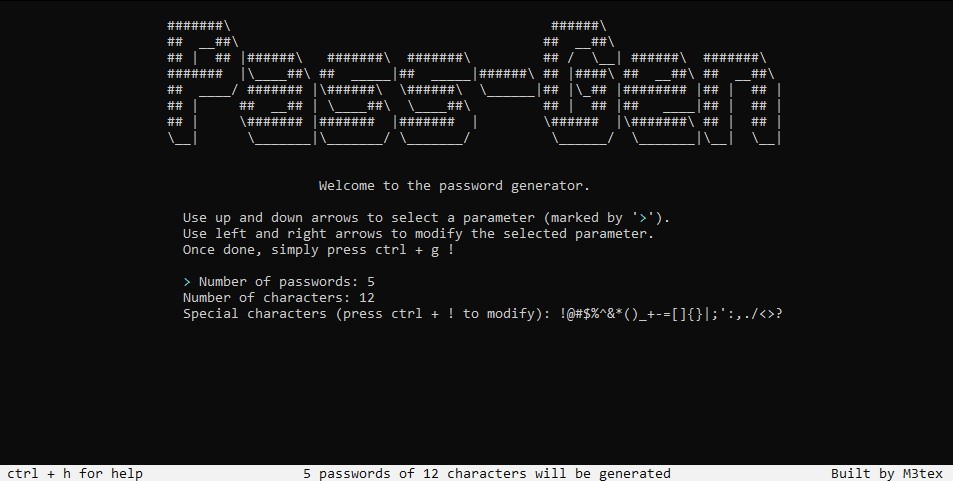 Pass-Gen
Welcome to the password generator.
Use up and down arrows to select a parameter (marked by '>').
Use left and right arrows to modify the selected parameter.
Once done, simply press ctrl + g !
> Number of passwords: 5
Number of characters: 12
Special characters (press ctrl + ! to modify): !@#$%^&*()_+-=[]{}|;':,./<>?
ctrl + h for help
5 passwords of 12 characters will be generated
Built by M3tex